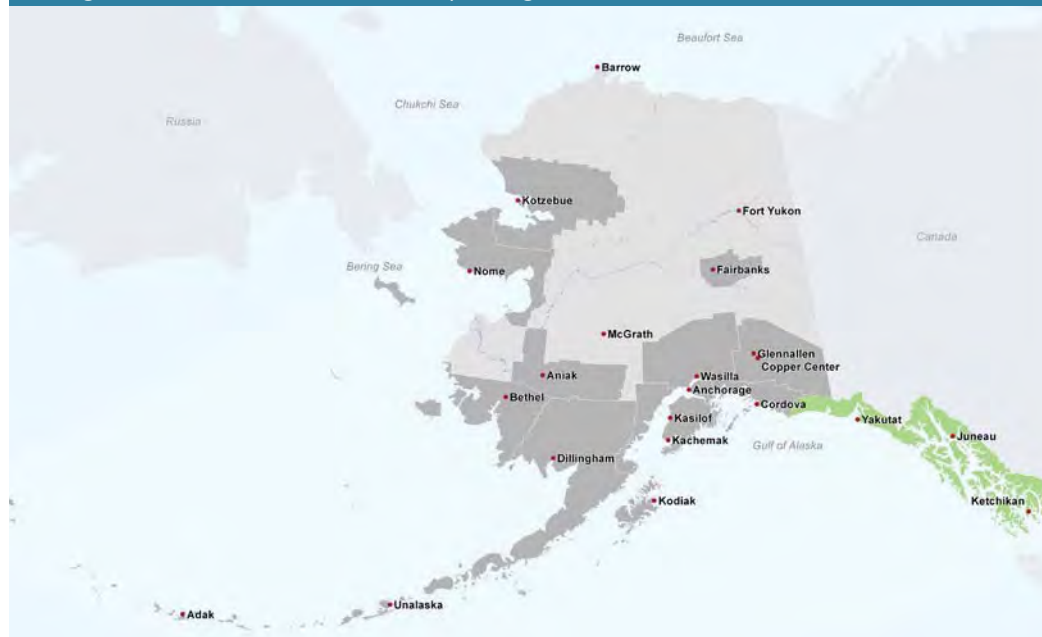 Beaufort Sea
Barrow
Chukchi Sea
Russia
Kotzebue
Fort Yukon
Canada
Bering Sea
Nome
Fairbanks
McGrath
Glennallen
Copper Center
Aniak
Wasilla
Anchorage
Bethel
Cordova
Kasilof
Yakutat
Juneau
Kachemak
Gulf of Alaska
Dillingham
Kodiak
Ketchikan
Unalaska
Adak